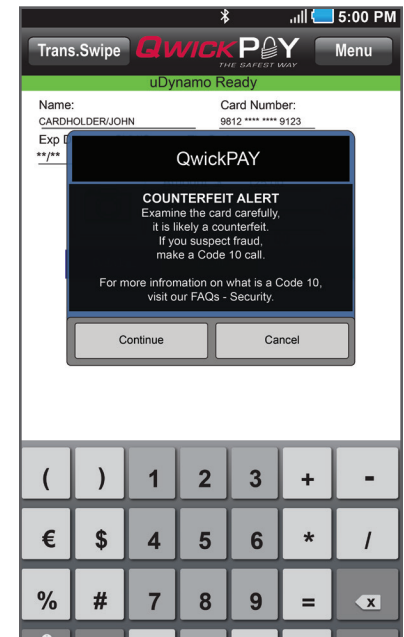 5:00 PM
Trans.Swipe QWICKPAY Menu
THE SAFEST WAY
uDynamo Ready
Name: Card Number:
CARDHOLDER/JOHN 9812 **** **** 9123
Exp D
**/**
QwickPAY
COUNTERFEIT ALERT
Examine the card carefully,
it is likely a counterfeit.
If you suspect fraud,
make a Code 10 call.
For more infromation on what is a Code 10,
visit our FAQs - Security.
Continue Cancel
( ) 1 2 3 + -
€ $ 4 5 6 * /
% # 7 8 9 = x